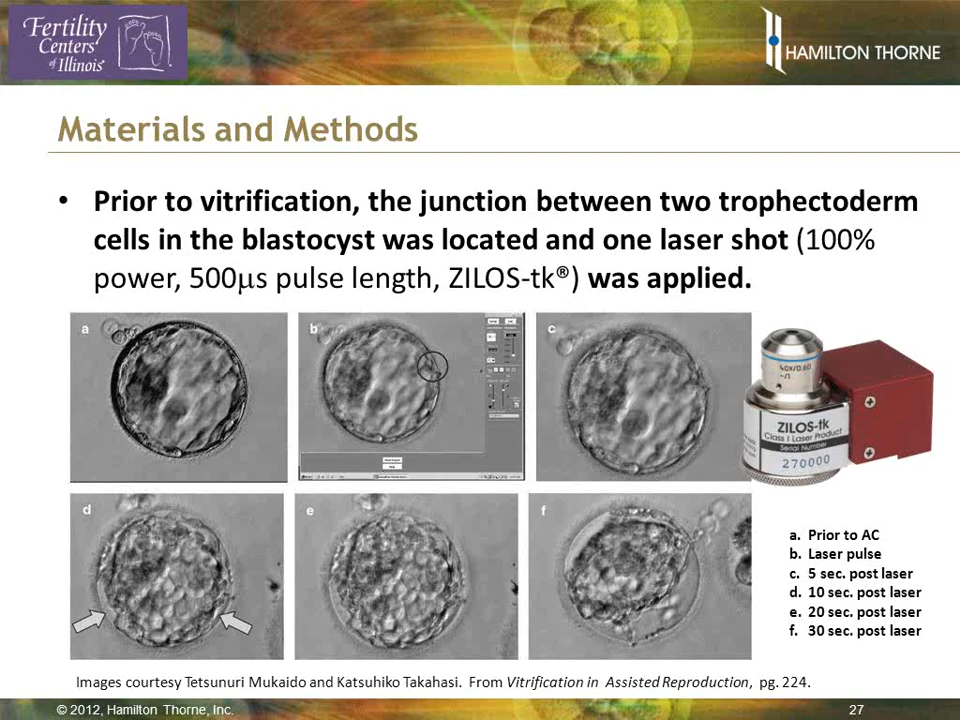 Fertility
Centers®
of Illinois®
HAMILTON THORNE
Materials and Methods
• Prior to vitrification, the junction between two trophectoderm
cells in the blastocyst was located and one laser shot (100%
power, 500μs pulse length, ZILOS-tk®) was applied.
a
b
c
40X/0.60
∞/1
ZILOS-tk
Class I Laser Product
Serial Number
270000
d
e
f
a. Prior to AC
b. Laser pulse
c. 5 sec. post laser
d. 10 sec. post laser
e. 20 sec. post laser
f. 30 sec. post laser
Images courtesy Tetsunuri Mukaido and Katsuhiko Takahasi. From Vitrification in Assisted Reproduction, pg. 224.
© 2012, Hamilton Thorne, Inc.
27